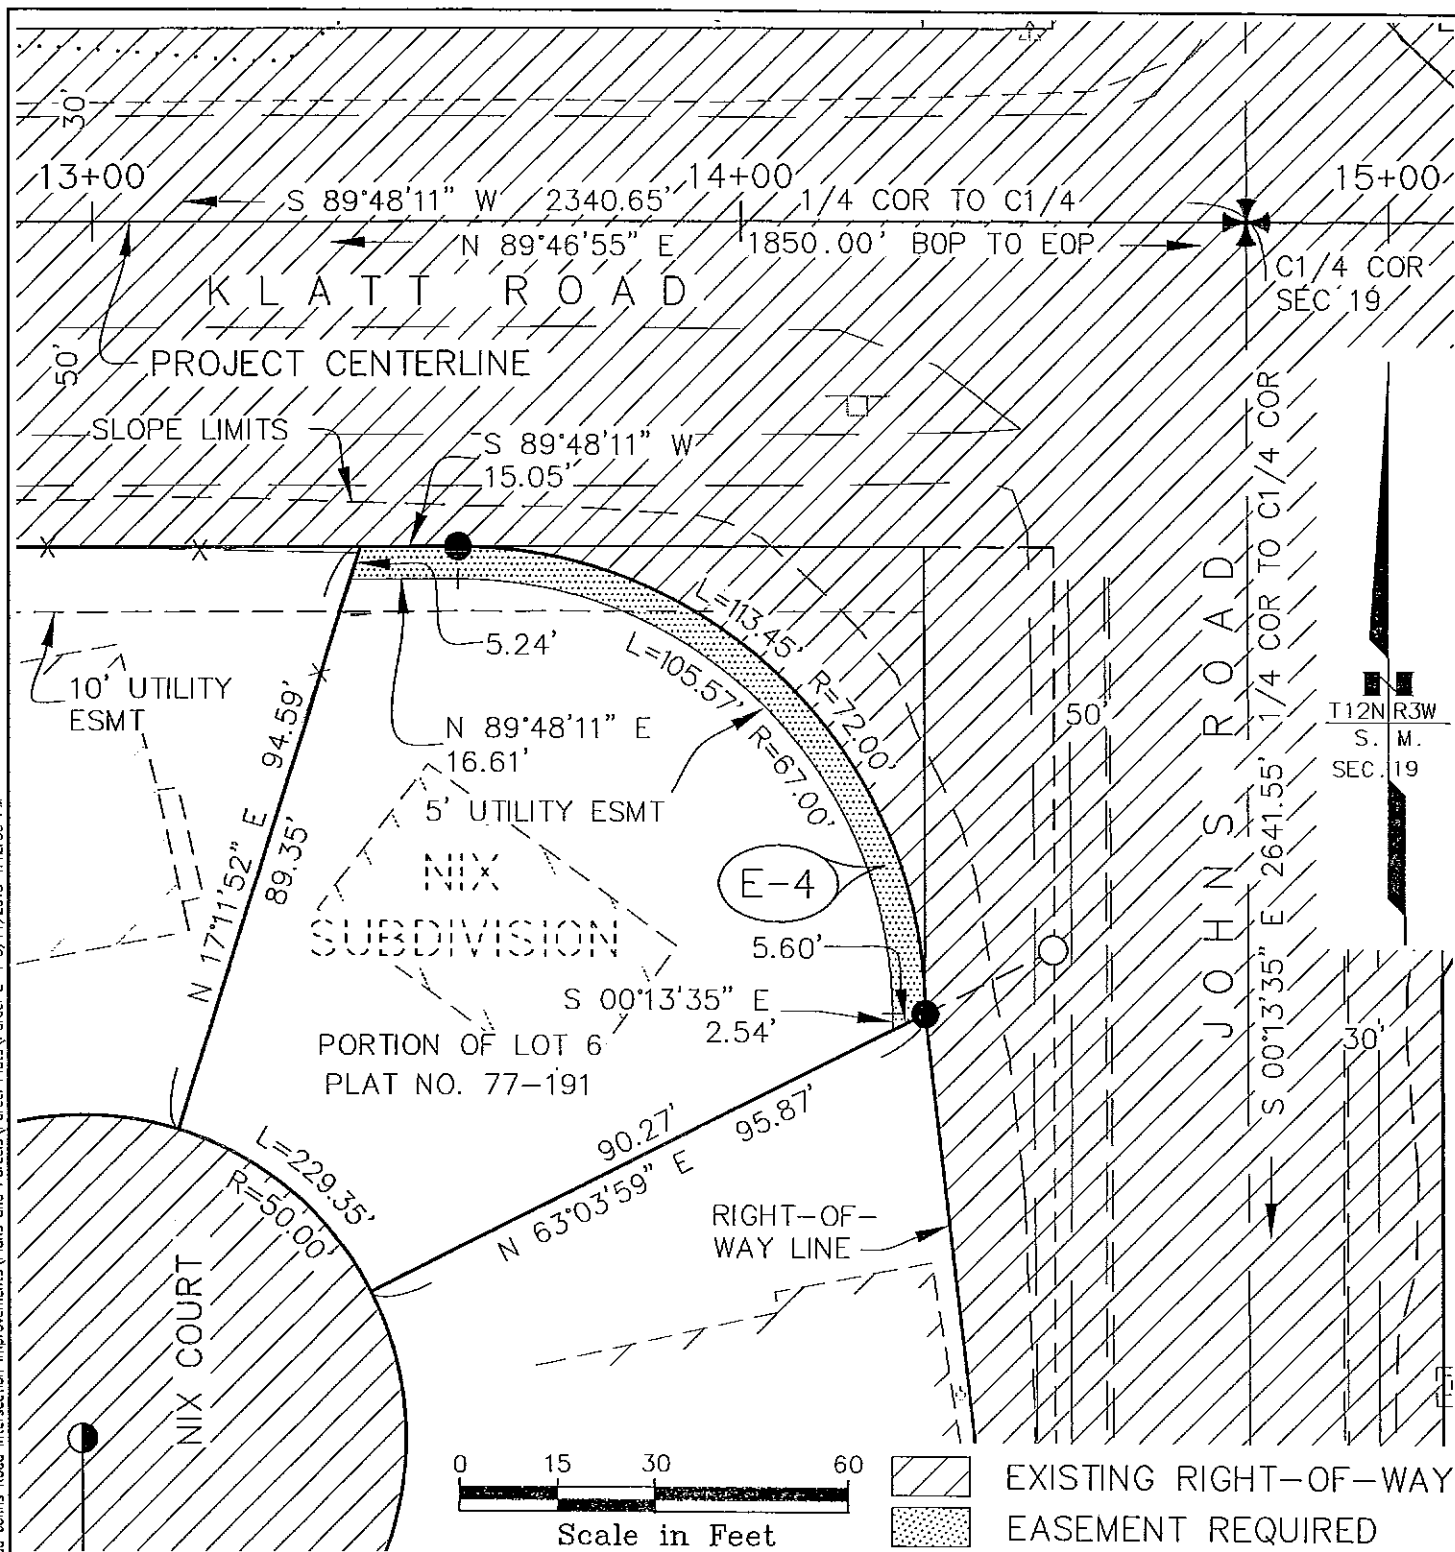 30'
13+00
14+00
15+00
S 89°48'11" W 2340.65' 1/4 COR TO C1/4
N 89°46'55" E 1850.00' BOP TO EOP
C1/4 COR
SEC 19
KLATT ROAD
50'
PROJECT CENTERLINE
SLOPE LIMITS
S 89°48'11" W
15.05'
5.24'
10' UTILITY
ESMT
N 89°48'11" E
16.61'
L=113.45' R=72.00'
L=105.57' R=67.00'
5' UTILITY ESMT
50'
N
T12N R3W
S. M.
SEC. 19
JOHNS ROAD
S 00°13'35" E 2641.55' 1/4 COR TO C1/4 COR
30'
N 17°11'52" E 94.59'
89.35'
NIX
SUBDIVISION
E-4
5.60'
S 00°13'35" E
2.54'
PORTION OF LOT 6
PLAT NO. 77-191
90.27' 95.87'
N 63°03'59" E
L=229.35'
R=50.00'
NIX COURT
RIGHT-OF-
WAY LINE
0 15 30 60
Scale in Feet
EXISTING RIGHT-OF-WAY
EASEMENT REQUIRED